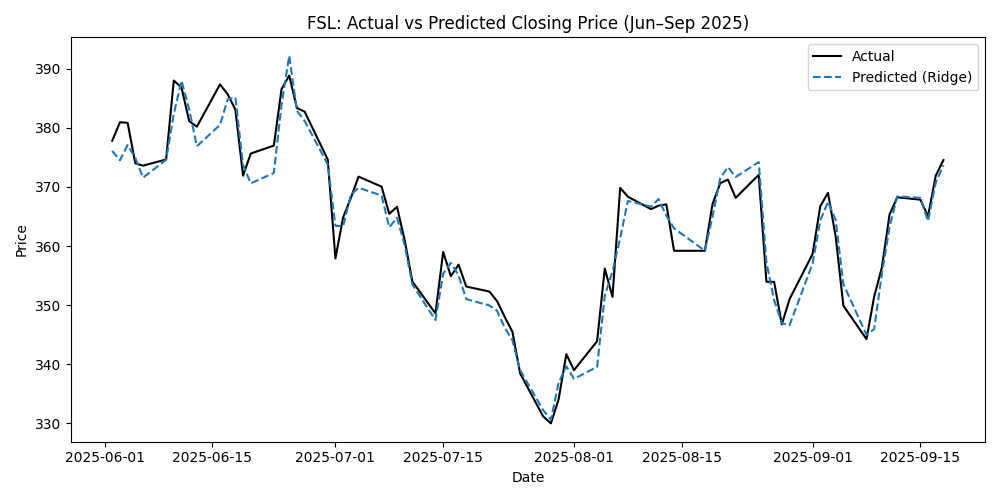 FSL: Actual vs Predicted Closing Price (Jun–Sep 2025)
Actual
Predicted (Ridge)
Price
390
380
370
360
350
340
330
2025-06-01 2025-06-15 2025-07-01 2025-07-15 2025-08-01 2025-08-15 2025-09-01 2025-09-15
Date